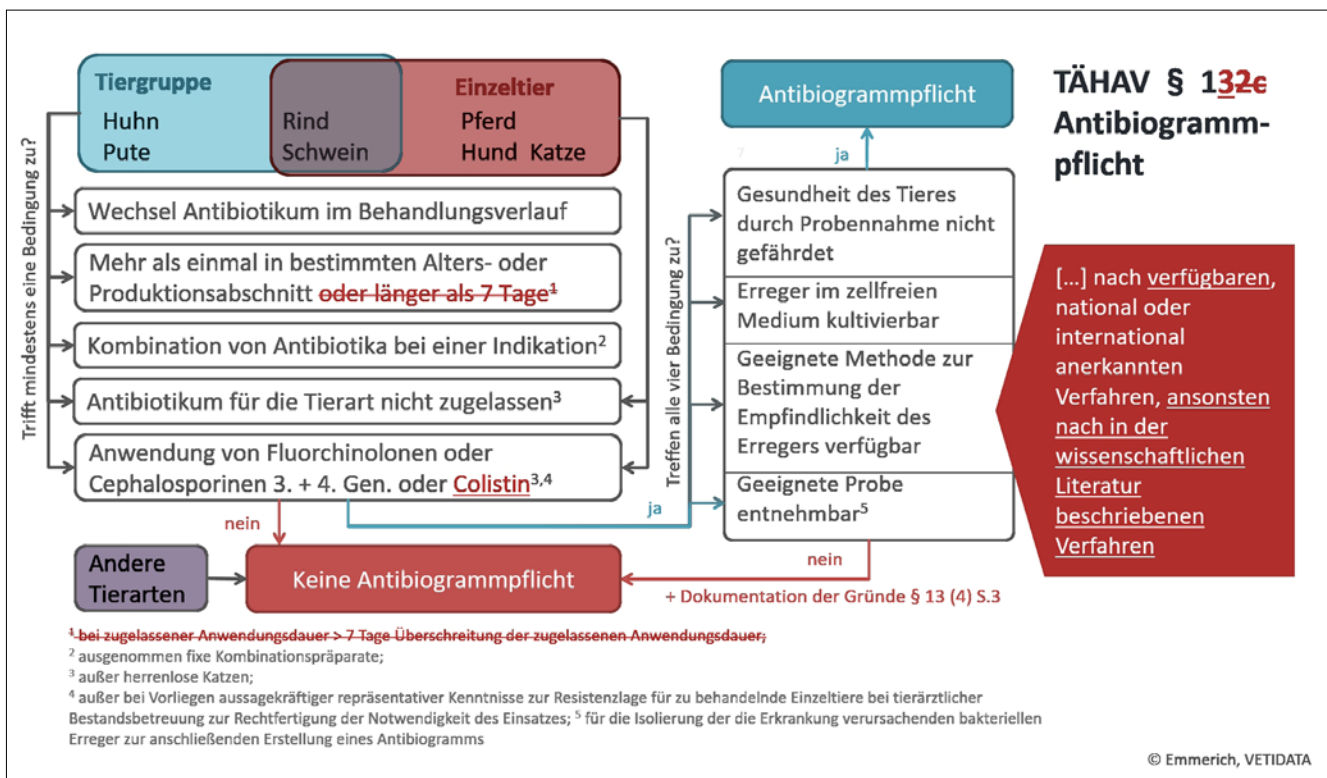 Tiergruppe
Einzeltier
Huhn
Rind
Pferd
Pute
Schwein
Hund Katze
Trifft mindestens eine Bedingung zu?
Wechsel Antibiotikum im Behandlungsverlauf
Mehr als einmal in bestimmten Alters- oder
Produktionsabschnitt oder länger als 7 Tage¹
Kombination von Antibiotika bei einer Indikation²
Antibiotikum für die Tierart nicht zugelassen³
Anwendung von Fluorchinolonen oder
Cephalosporinen 3. + 4. Gen. oder Colistin³,⁴
nein
ja
Andere
Tierarten
Keine Antibiogrammpflicht
Treffen alle vier Bedingung zu?
Antibiogrammpflicht
7
ja
Gesundheit des Tieres
durch Probennahme nicht
gefährdet
Erreger im zellfreien
Medium kultivierbar
Geeignete Methode zur
Bestimmung der
Empfindlichkeit des
Erregers verfügbar
Geeignete Probe
entnehmbar⁵
nein
+ Dokumentation der Gründe § 13 (4) S.3
TÄHAV § 132c
Antibiogramm-
pflicht
[...] nach verfügbaren,
national oder
international
anerkannten
Verfahren, ansonsten
nach in der
wissenschaftlichen
Literatur
beschriebenen
Verfahren
¹ bei zugelassener Anwendungsdauer > 7 Tage Überschreitung der zugelassenen Anwendungsdauer;
² ausgenommen fixe Kombinationspräparate;
³ außer herrenlose Katzen;
⁴ außer bei Vorliegen aussagekräftiger repräsentativer Kenntnisse zur Resistenzlage für zu behandelnde Einzeltiere bei tierärztlicher
Bestandsbetreuung zur Rechtfertigung der Notwendigkeit des Einsatzes; ⁵ für die Isolierung der die Erkrankung verursachenden bakteriellen
Erreger zur anschließenden Erstellung eines Antibiogramms
© Emmerich, VETIDATA